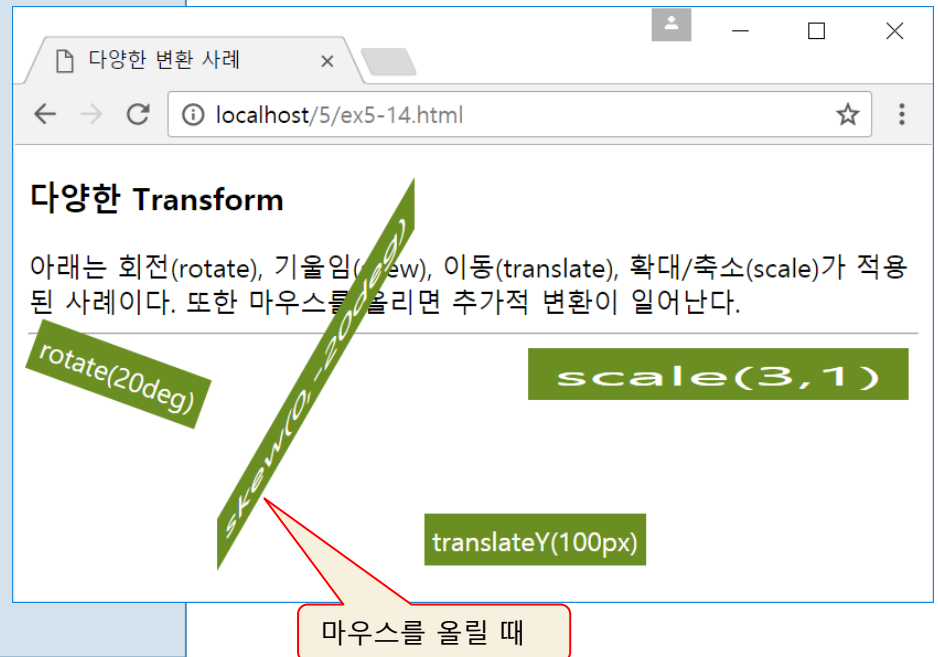 다양한 변환 사례
localhost/5/ex5-14.html
다양한 Transform
아래는 회전(rotate), 기울임(skew), 이동(translate), 확대/축소(scale)가 적용
된 사례이다. 또한 마우스를 올리면 추가적 변환이 일어난다.
rotate(20deg)
skew(0, -20deg)
scale(3,1)
translateY(100px)
마우스를 올릴 때